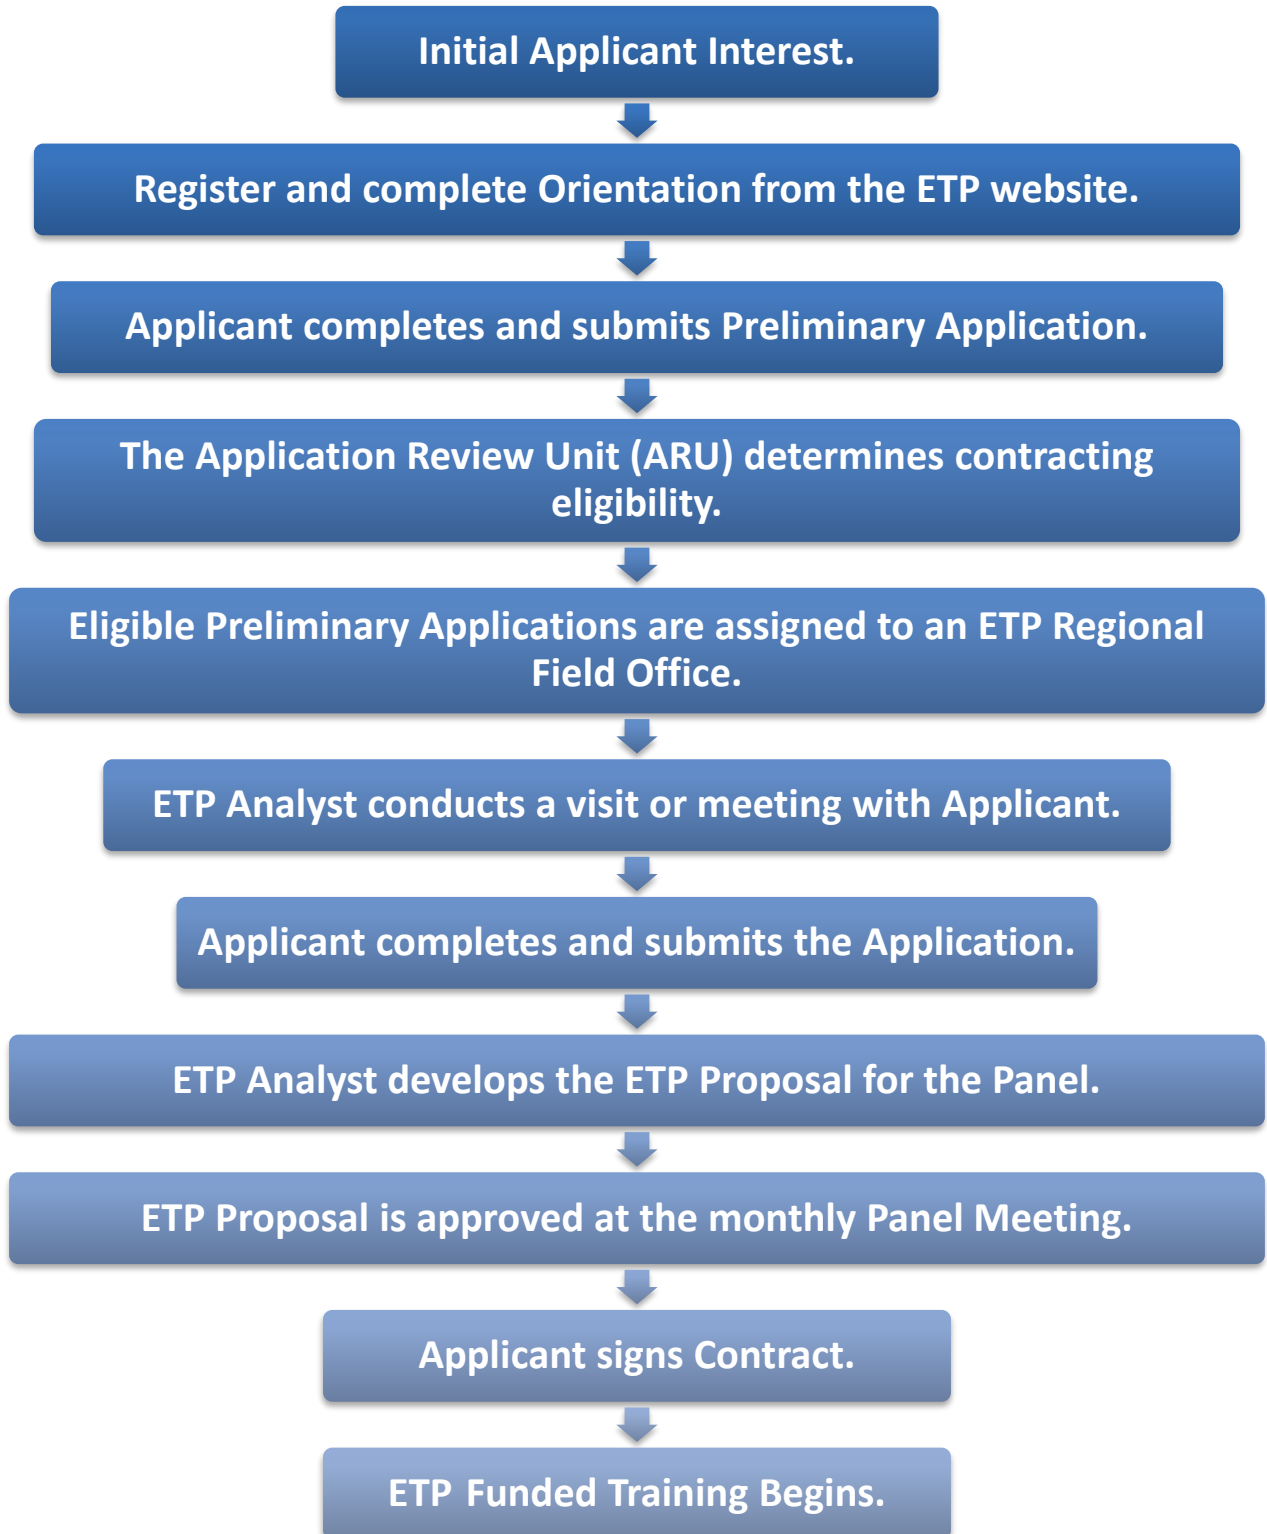 Initial Applicant Interest.
Register and complete Orientation from the ETP website.
Applicant completes and submits Preliminary Application.
The Application Review Unit (ARU) determines contracting
eligibility.
Eligible Preliminary Applications are assigned to an ETP Regional
Field Office.
ETP Analyst conducts a visit or meeting with Applicant.
Applicant completes and submits the Application.
ETP Analyst develops the ETP Proposal for the Panel.
ETP Proposal is approved at the monthly Panel Meeting.
Applicant signs Contract.
ETP Funded Training Begins.